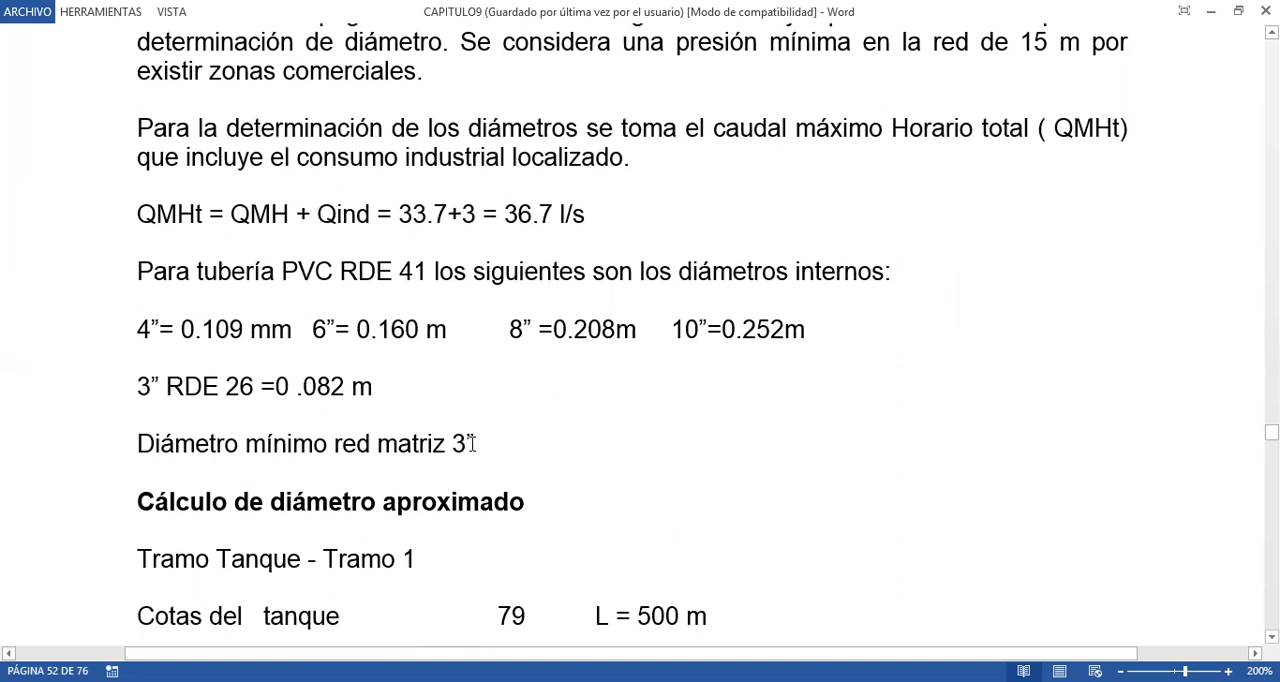 ARCHIVO HERRAMIENTAS VISTA CAPITULO9 (Guardado por última vez por el usuario) [Modo de compatibilidad] - Word
determinación de diámetro. Se considera una presión mínima en la red de 15 m por
existir zonas comerciales.
Para la determinación de los diámetros se toma el caudal máximo Horario total ( QMHt)
que incluye el consumo industrial localizado.
QMHt = QMH + Qind = 33.7+3 = 36.7 l/s
Para tubería PVC RDE 41 los siguientes son los diámetros internos:
4”= 0.109 mm 6”= 0.160 m 8” =0.208m 10”=0.252m
3” RDE 26 =0 .082 m
Diámetro mínimo red matriz 3”
Cálculo de diámetro aproximado
Tramo Tanque - Tramo 1
Cotas del tanque 79 L = 500 m
PÁGINA 52 DE 76 200%